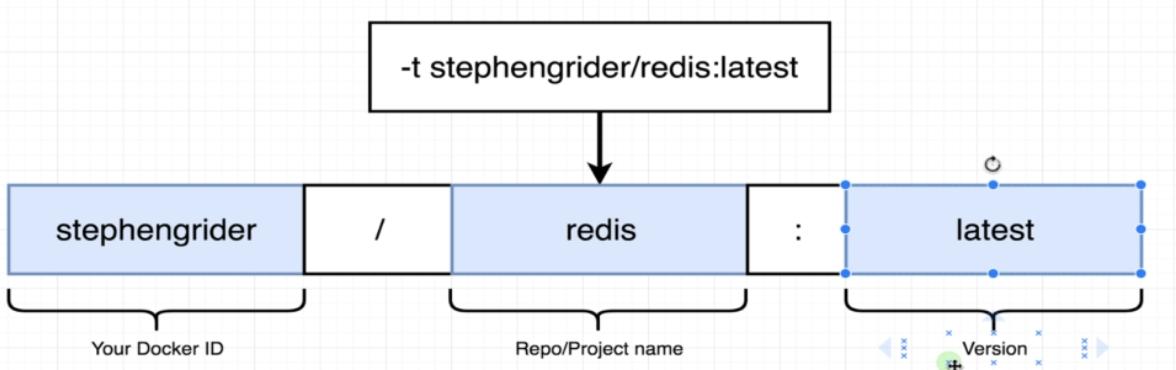 -t stephengrider/redis:latest
stephengrider / redis : latest
Your Docker ID Repo/Project name Version